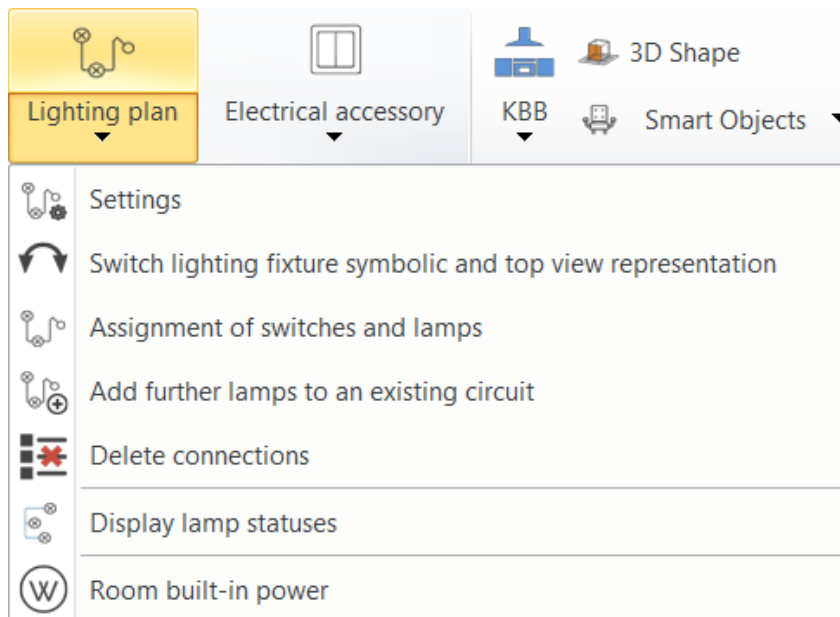 Lighting plan
Electrical accessory
KBB
3D Shape
Smart Objects
Settings
Switch lighting fixture symbolic and top view representation
Assignment of switches and lamps
Add further lamps to an existing circuit
Delete connections
Display lamp statuses
W
Room built-in power